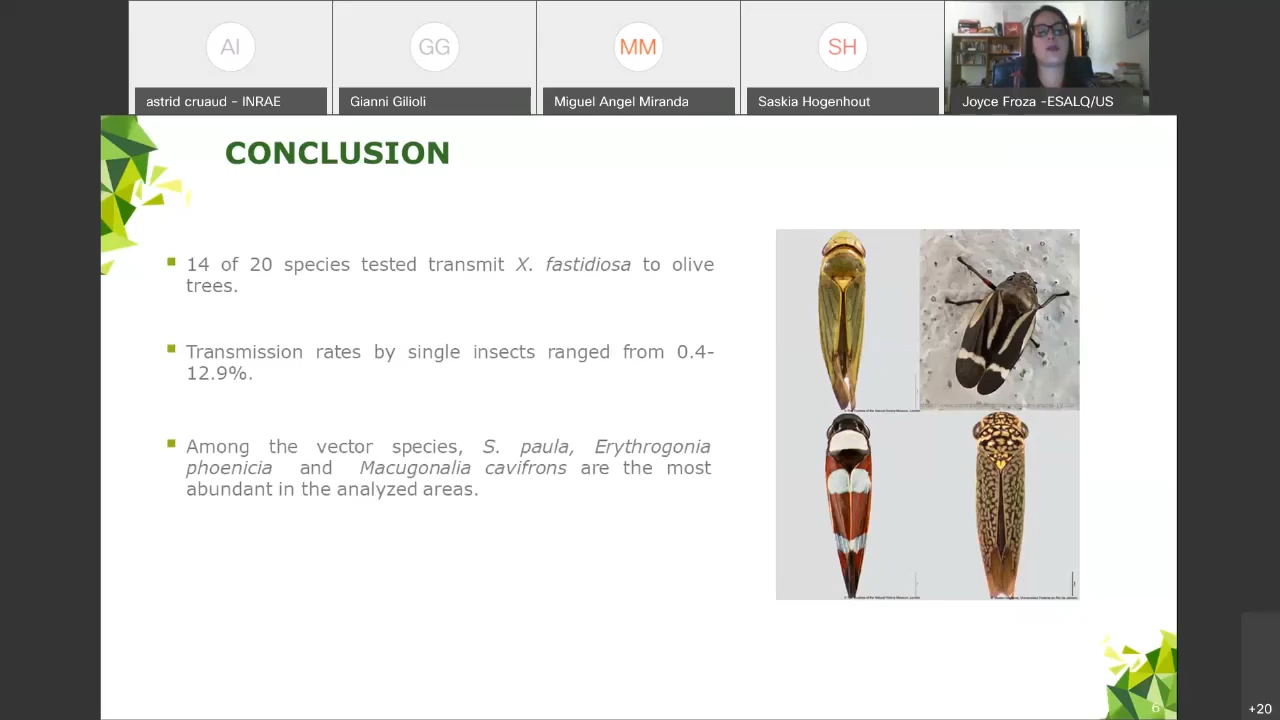 AI
GG
MM
SH
astrid cruaud - INRAE
Gianni Gilioli
Miguel Angel Miranda
Saskia Hogenhout
Joyce Froza -ESALQ/US
CONCLUSION
14 of 20 species tested transmit X. fastidiosa to olive
trees.
Transmission rates by single insects ranged from 0.4-
12.9%.
Among the vector species, S. paula, Erythrogonia
phoenicia and Macugonalia cavifrons are the most
abundant in the analyzed areas.
6
+20